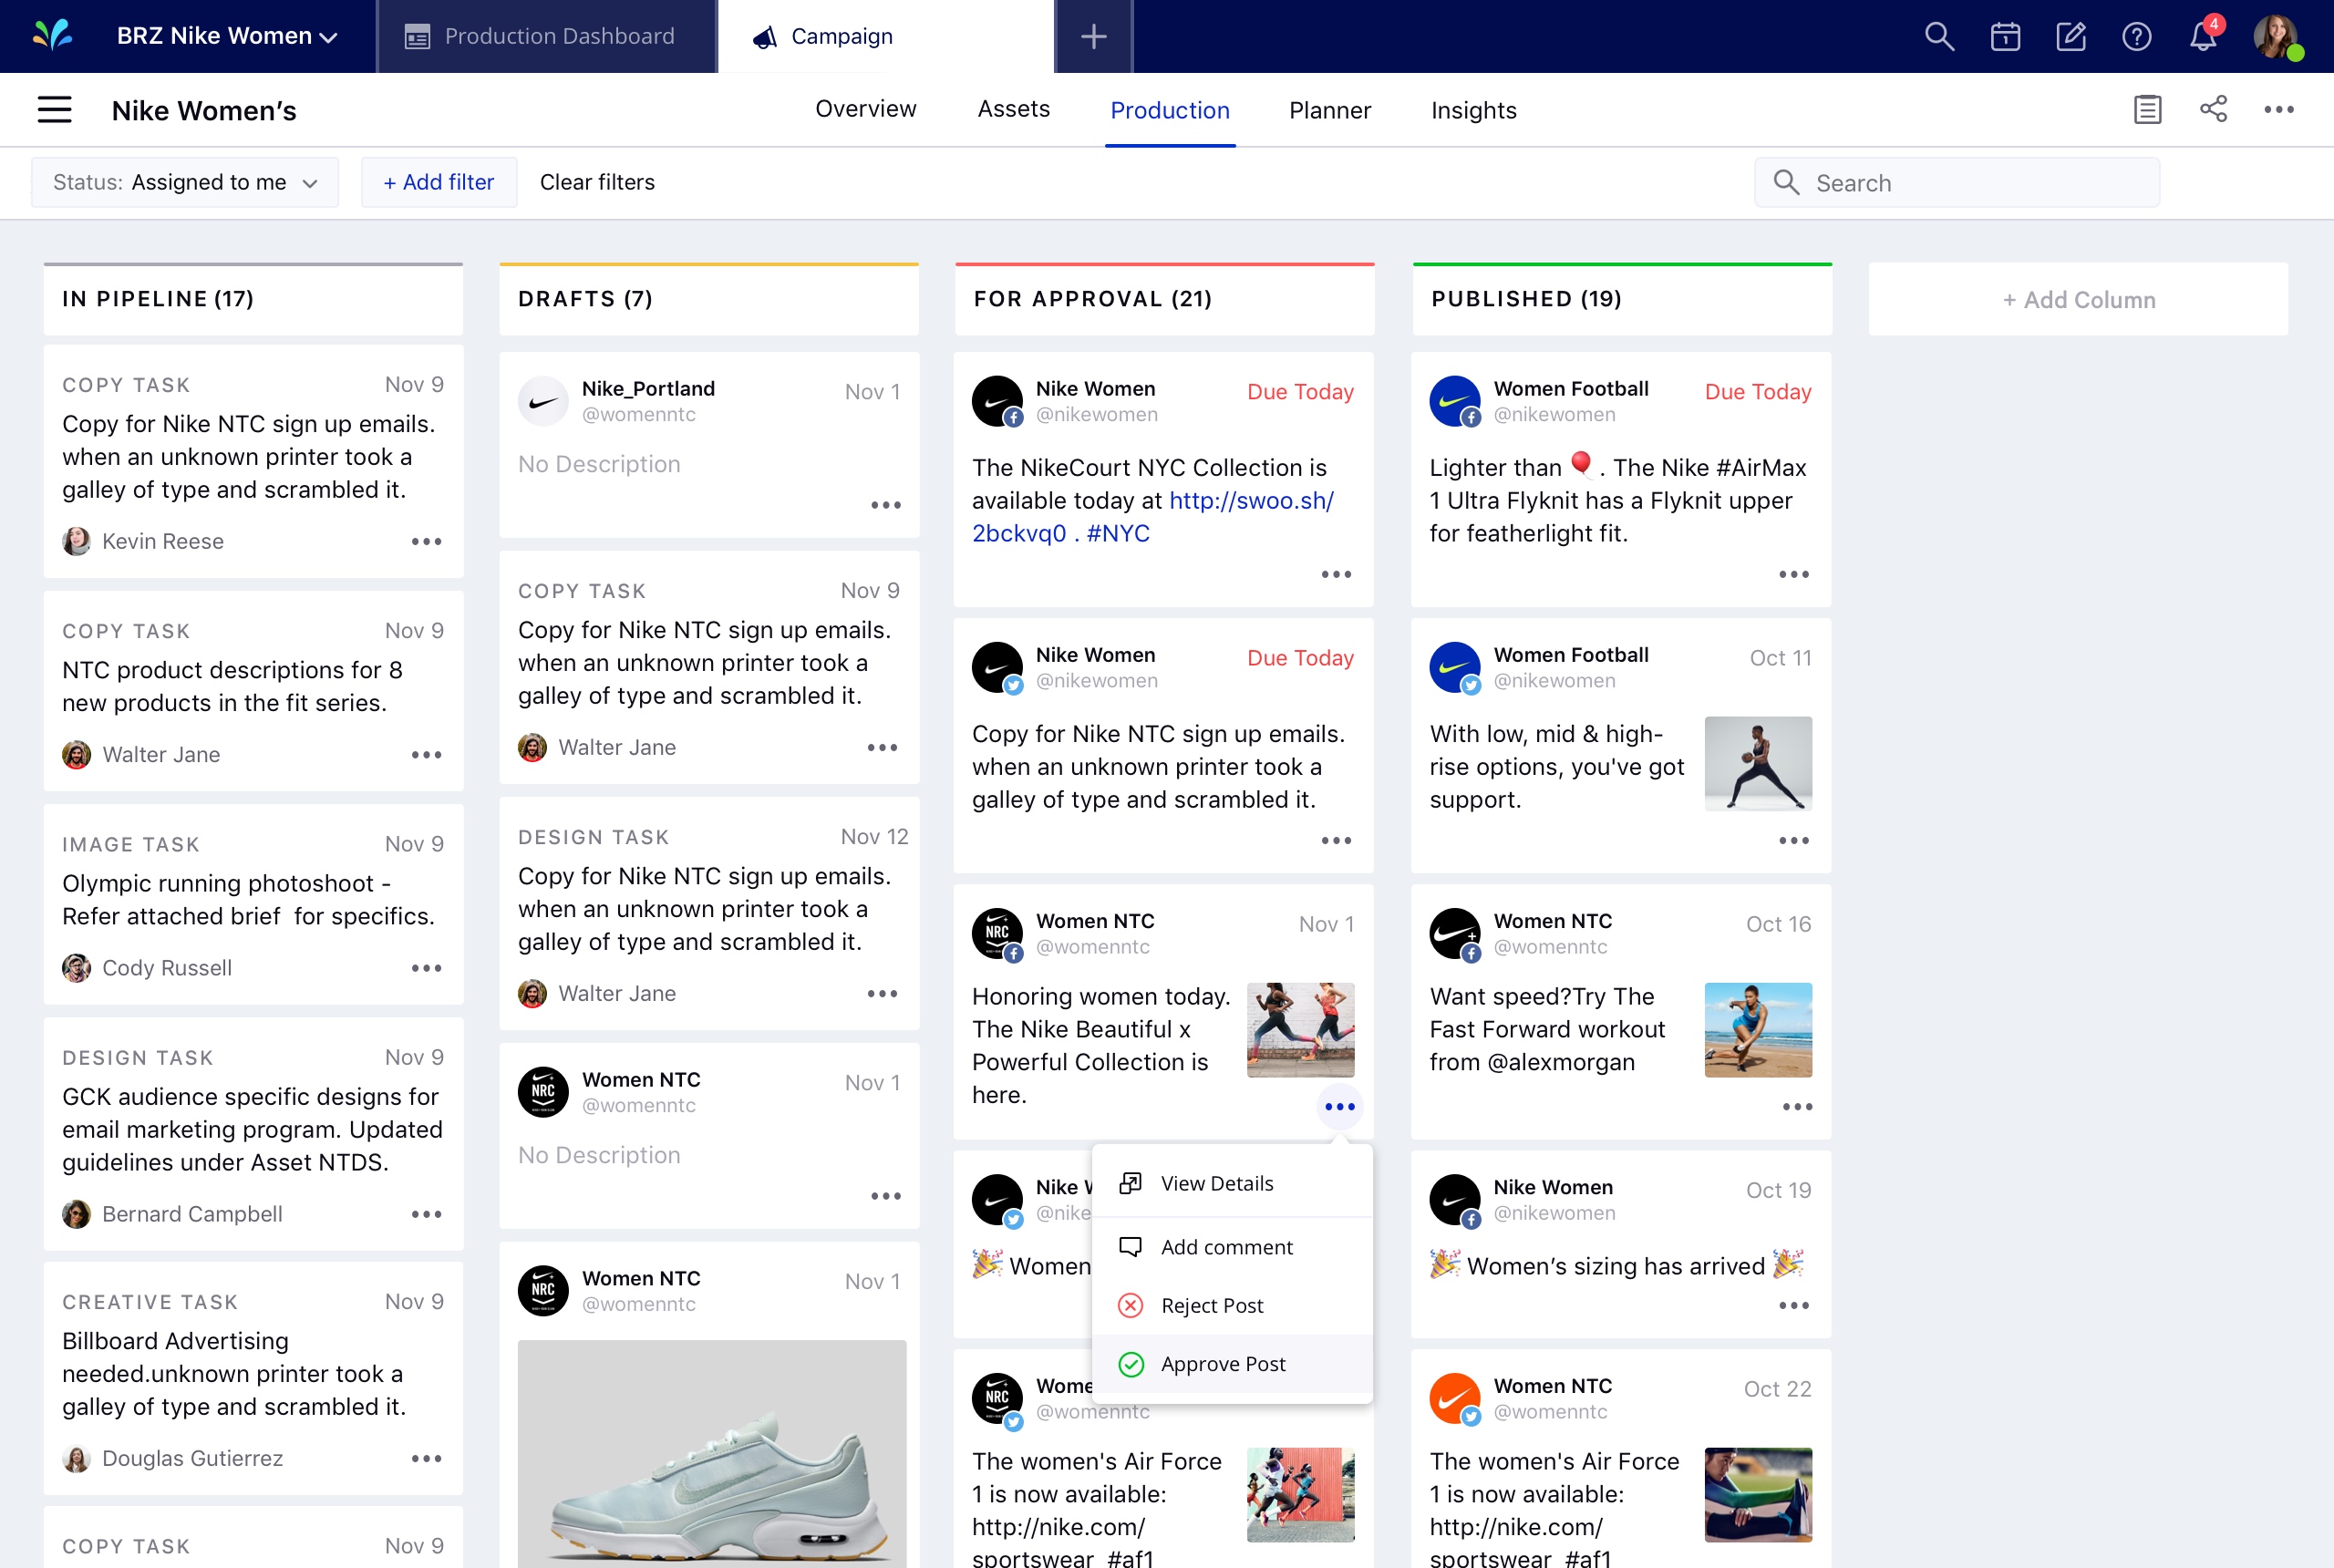 BRZ Nike Women
Production Dashboard
Campaign
4
1
Nike Women’s
Overview
Assets
Production
Planner
Insights
Status: Assigned to me
+ Add filter
Clear filters
Search
IN PIPELINE (17)
COPY TASK
Nov 9
Copy for Nike NTC sign up emails.
when an unknown printer took a
galley of type and scrambled it.
Kevin Reese
COPY TASK
Nov 9
NTC product descriptions for 8
new products in the fit series.
Walter Jane
IMAGE TASK
Nov 9
Olympic running photoshoot -
Refer attached brief for specifics.
Cody Russell
DESIGN TASK
Nov 9
GCK audience specific designs for
email marketing program. Updated
guidelines under Asset NTDS.
Bernard Campbell
CREATIVE TASK
Nov 9
Billboard Advertising
needed.unknown printer took a
galley of type and scrambled it.
Douglas Gutierrez
COPY TASK
Nov 9
DRAFTS (7)
Nike_Portland
Nov 1
@womenntc
No Description
COPY TASK
Nov 9
Copy for Nike NTC sign up emails.
when an unknown printer took a
galley of type and scrambled it.
Walter Jane
DESIGN TASK
Nov 12
Copy for Nike NTC sign up emails.
when an unknown printer took a
galley of type and scrambled it.
Walter Jane
NRC
Women NTC
Nov 1
@womenntc
No Description
NRC
Women NTC
Nov 1
@womenntc
FOR APPROVAL (21)
Nike Women
Due Today
@nikewomen
The NikeCourt NYC Collection is
available today at http://swoo.sh/
2bckvq0 . #NYC
Nike Women
Due Today
@nikewomen
Copy for Nike NTC sign up emails.
when an unknown printer took a
galley of type and scrambled it.
NRC
Women NTC
Nov 1
@womenntc
Honoring women today.
The Nike Beautiful x
Powerful Collection is
here.
View Details
Add comment
Reject Post
Approve Post
Nike
@nike
🎉 Women
NRC
Wome
@womenntc
The women's Air Force
1 is now available:
http://nike.com/
sportswear #af1
PUBLISHED (19)
Women Football
Due Today
@nikewomen
Lighter than 🎈. The Nike #AirMax
1 Ultra Flyknit has a Flyknit upper
for featherlight fit.
Women Football
Oct 11
@nikewomen
With low, mid & high-
rise options, you've got
support.
Women NTC
Oct 16
@womenntc
Want speed?Try The
Fast Forward workout
from @alexmorgan
Nike Women
Oct 19
@nikewomen
🎉 Women’s sizing has arrived 🎉
Women NTC
Oct 22
@womenntc
The women's Air Force
1 is now available:
http://nike.com/
sportswear #af1
+ Add Column